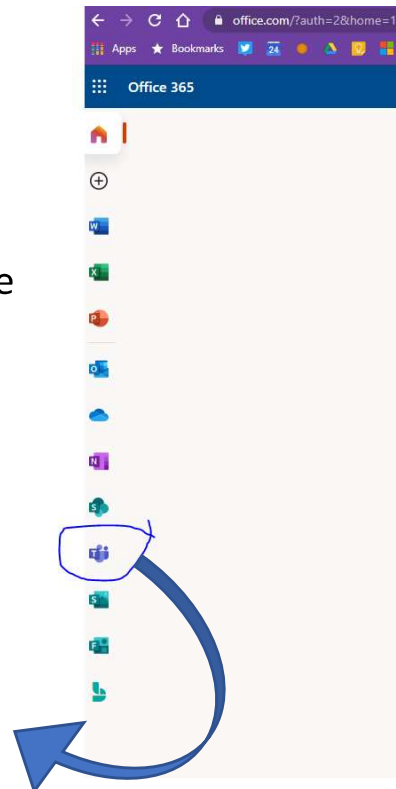 office.com/?auth=2&home=1
Apps Bookmarks 24
Office 365
W
X
e
P
O
N
S
T
S
F
b